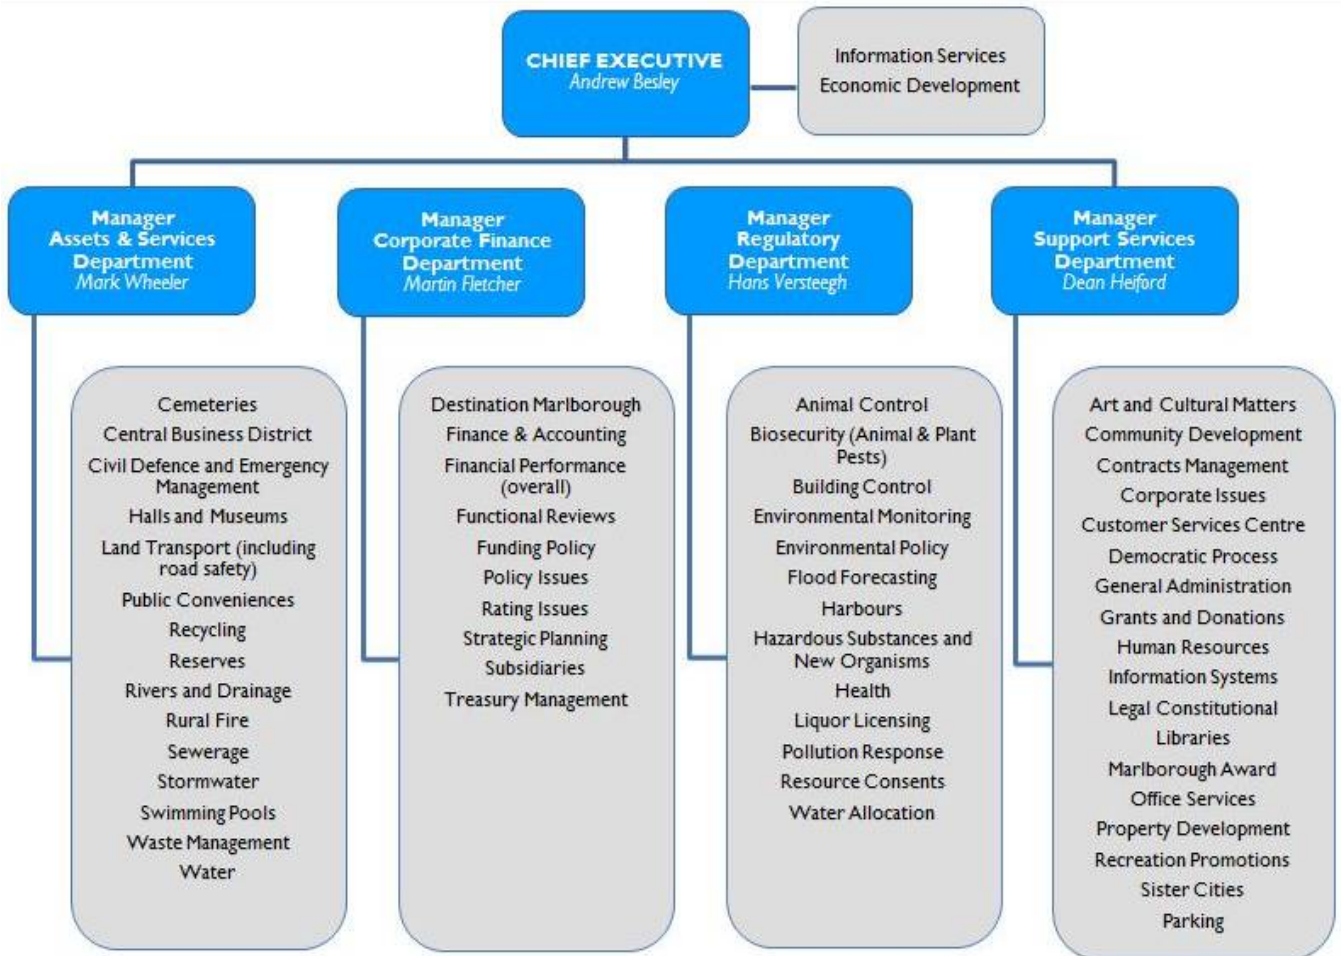 CHIEF EXECUTIVE
Andrew Besley
Information Services
Economic Development
Manager
Assets & Services
Department
Mark Wheeler
Manager
Corporate Finance
Department
Martin Fletcher
Manager
Regulatory
Department
Hans Versteegh
Manager
Support Services
Department
Dean Heiford
Cemeteries
Central Business District
Civil Defence and Emergency
Management
Halls and Museums
Land Transport (including
road safety)
Public Conveniences
Recycling
Reserves
Rivers and Drainage
Rural Fire
Sewerage
Stormwater
Swimming Pools
Waste Management
Water
Destination Marlborough
Finance & Accounting
Financial Performance
(overall)
Functional Reviews
Funding Policy
Policy Issues
Rating Issues
Strategic Planning
Subsidiaries
Treasury Management
Animal Control
Biosecurity (Animal & Plant
Pests)
Building Control
Environmental Monitoring
Environmental Policy
Flood Forecasting
Harbours
Hazardous Substances and
New Organisms
Health
Liquor Licensing
Pollution Response
Resource Consents
Water Allocation
Art and Cultural Matters
Community Development
Contracts Management
Corporate Issues
Customer Services Centre
Democratic Process
General Administration
Grants and Donations
Human Resources
Information Systems
Legal Constitutional
Libraries
Marlborough Award
Office Services
Property Development
Recreation Promotions
Sister Cities
Parking